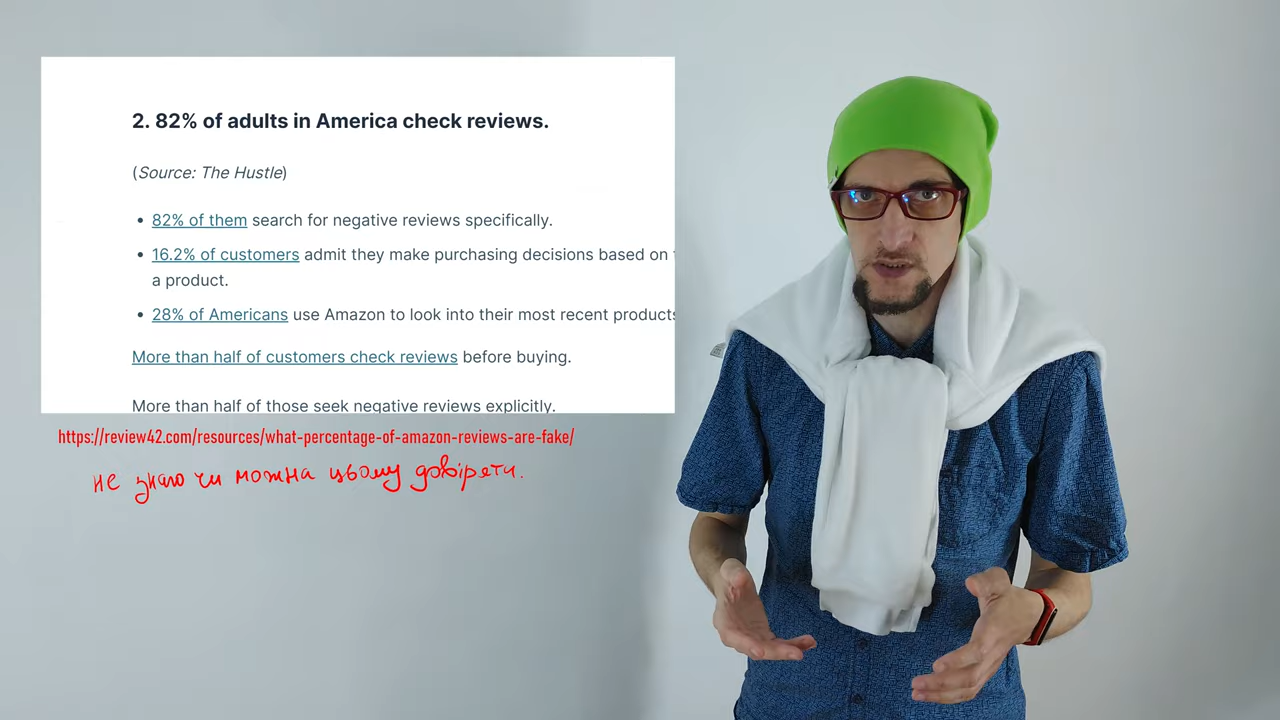 2. 82% of adults in America check reviews.
(Source: The Hustle)
• 82% of them search for negative reviews specifically.
• 16.2% of customers admit they make purchasing decisions based on
a product.
• 28% of Americans use Amazon to look into their most recent products
More than half of customers check reviews before buying.
More than half of those seek negative reviews explicitly.
https://review42.com/resources/what-percentage-of-amazon-reviews-are-fake/
не знаю чи можна цьому довіряти.